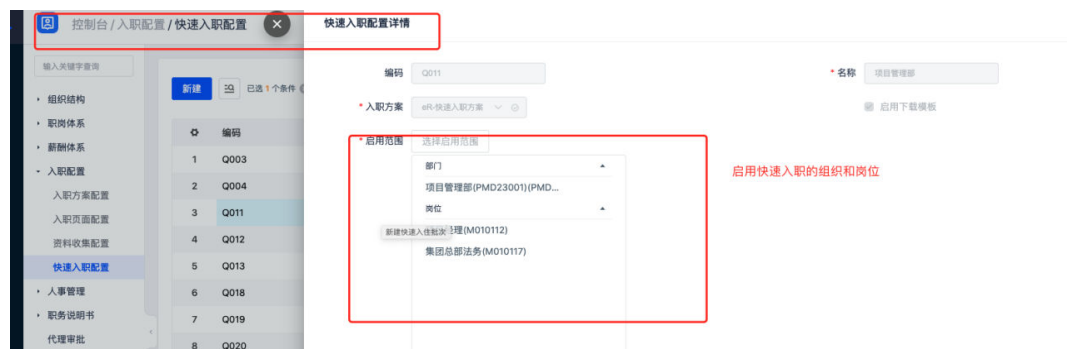 控制台 / 入职配置 / 快速入职配置
快速入职配置详情
输入关键字查询
组织结构
职岗体系
薪酬体系
入职配置
入职方案配置
入职页面配置
资料收集配置
快速入职配置
人事管理
职务说明书
代理审批
新建
已选 1 个条件
编码
1 Q003
2 Q004
3 Q011
4 Q012
5 Q013
6 Q018
7 Q019
8 Q020
编码 Q011
* 名称 项目管理部
* 入职方案 eR-快速入职方案
启用下载模板
* 启用范围 选择启用范围
部门
项目管理部(PMD23001)(PMD...
岗位
新建快速入住批次
经理(M010112)
集团总部法务(M010117)
启用快速入职的组织和岗位